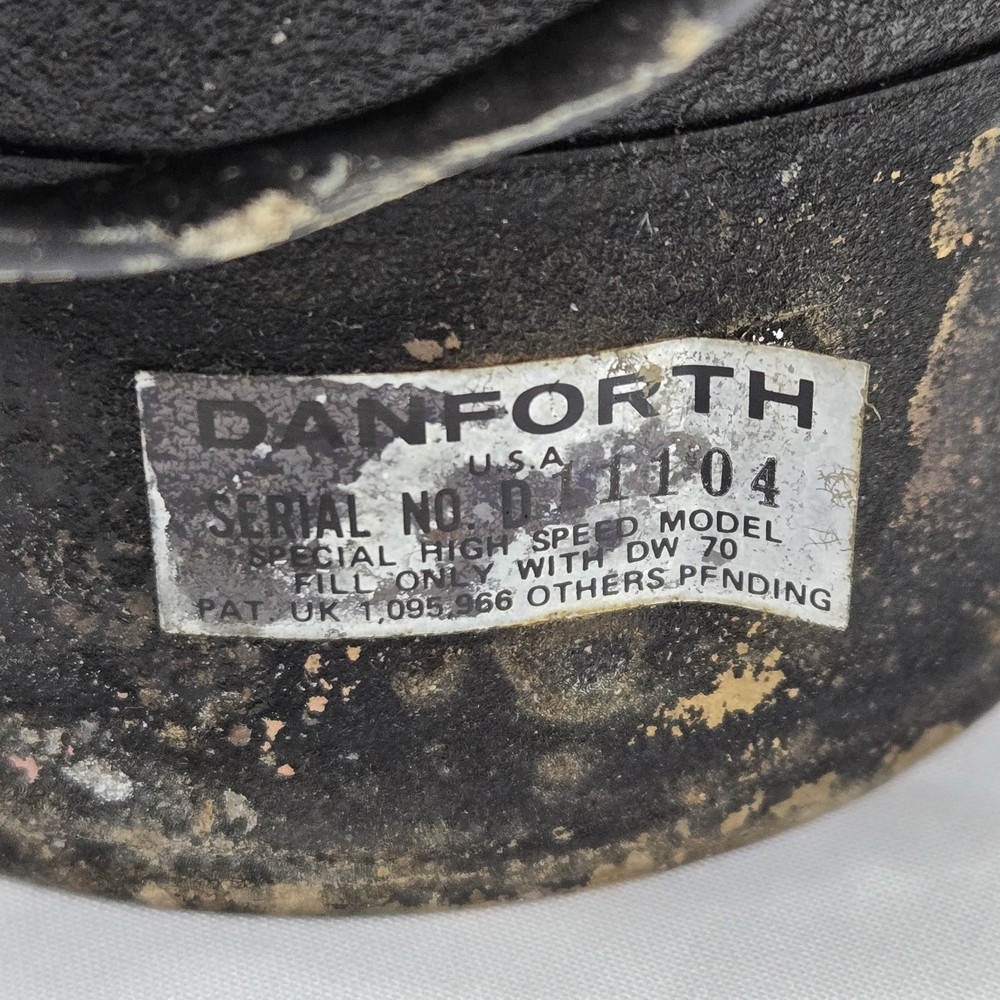 DANFORTH
U.S.A
SERIAL NO. D11104
SPECIAL HIGH SPEED MODEL
FILL ONLY WITH DW 70
PAT. UK 1,095,966 OTHERS PENDING